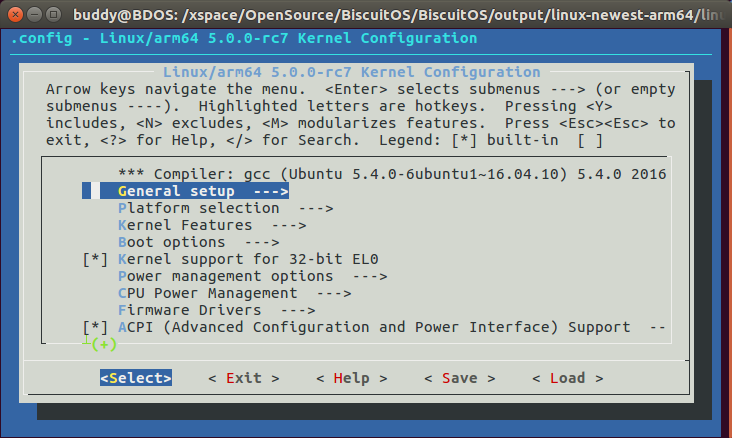 buddy@BDOS: /xspace/OpenSource/BiscuitOS/BiscuitOS/output/linux-newest-arm64/linu
.config - Linux/arm64 5.0.0-rc7 Kernel Configuration
Linux/arm64 5.0.0-rc7 Kernel Configuration
Arrow keys navigate the menu.  <Enter> selects submenus ---> (or empty
submenus ----).  Highlighted letters are hotkeys.  Pressing <Y>
includes, <N> excludes, <M> modularizes features.  Press <Esc><Esc> to
exit, <?> for Help, </> for Search.  Legend: [*] built-in  [ ]
*** Compiler: gcc (Ubuntu 5.4.0-6ubuntu1~16.04.10) 5.4.0 2016
General setup  --->
Platform selection  --->
Kernel Features  --->
Boot options  --->
[*] Kernel support for 32-bit EL0
Power management options  --->
CPU Power Management  --->
Firmware Drivers  --->
[*] ACPI (Advanced Configuration and Power Interface) Support  --
(+)
<Select>    < Exit >    < Help >    < Save >    < Load >